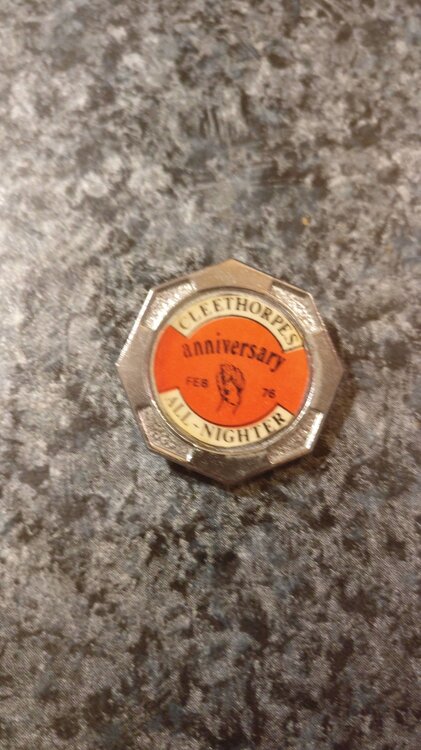 CLEETHORPES
anniversary
FEB 76
ALL-NIGHTER